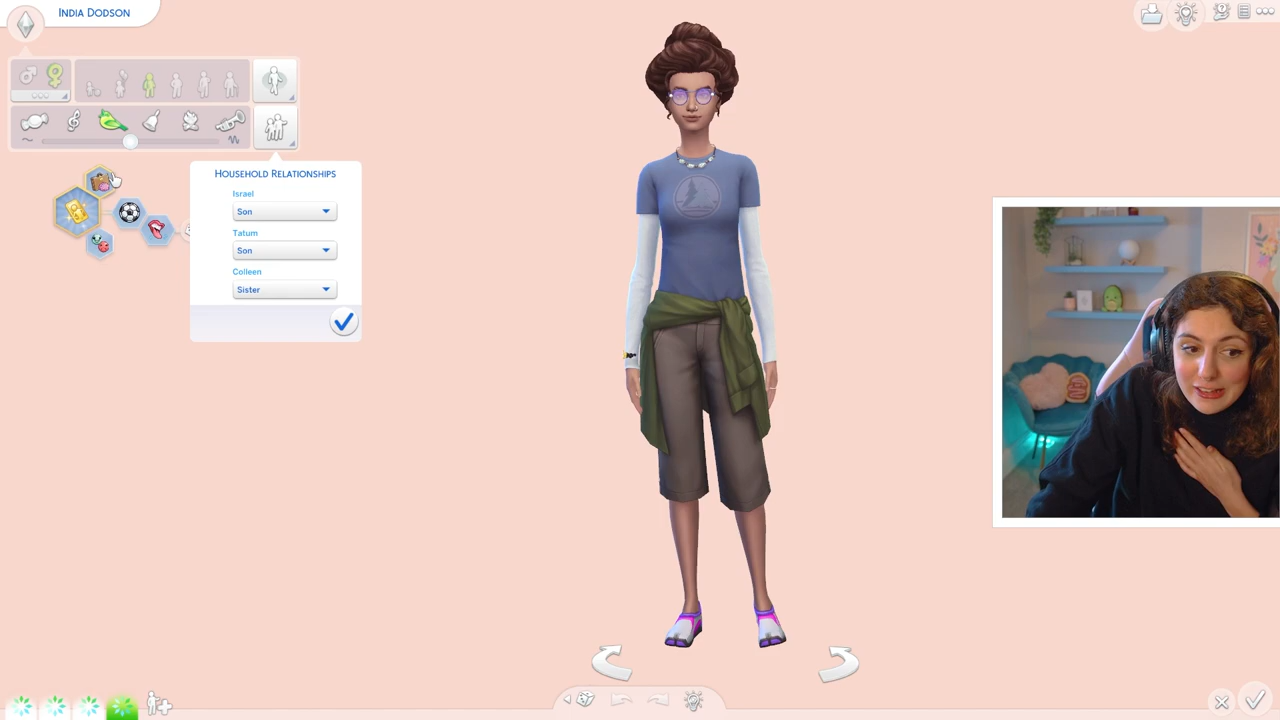 INDIA DODSON
HOUSEHOLD RELATIONSHIPS
Israel
Son
Tatum
Son
Colleen
Sister